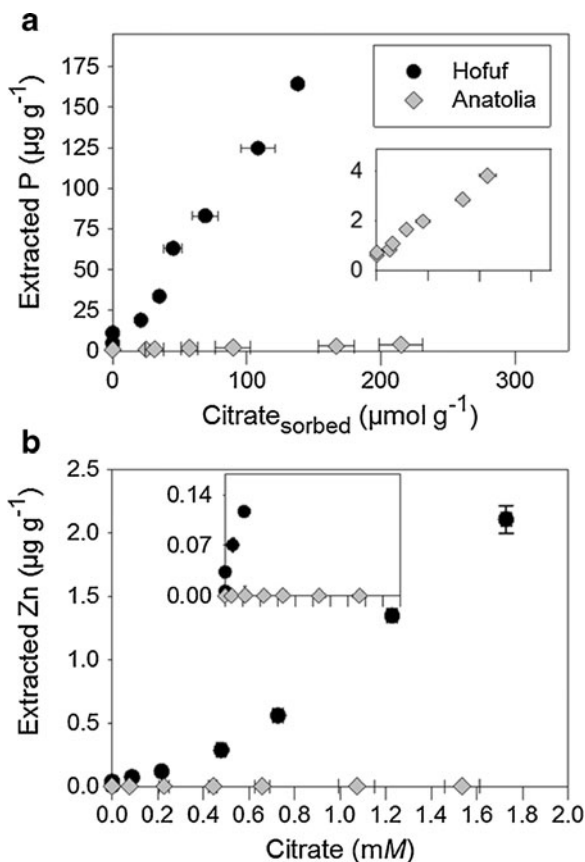 a
Extracted P (µg g⁻¹)
175
150
125
100
75
50
25
0
Hofuf
Anatolia
4
2
0
0 100 200 300
Citrate_sorbed (µmol g⁻¹)
b
Extracted Zn (µg g⁻¹)
2.5
2.0
1.5
1.0
0.5
0.0
0.14
0.07
0.00
0.0 0.2 0.4 0.6 0.8 1.0 1.2 1.4 1.6 1.8 2.0
Citrate (mM)